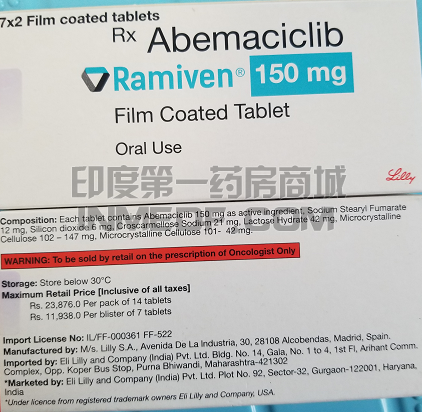 7x2 Film coated tablets
Rx Abemaciclib
Ramiven® 150 mg
Film Coated Tablet
Oral Use
Lilly
印度第一药房商城
Composition: Each tablet contains Abemaciclib 150 mg as active ingredient, Sodium Stearyl Fumarate
12 mg, Silicon dioxide 6 mg, Croscarmellose Sodium 21 mg, Lactose Hydrate 42 mg, Microcrystalline
Cellulose 102 – 147 mg, Microcrystalline Cellulose 101- 42 mg.
WARNING: To be sold by retail on the prescription of Oncologist Only
Storage: Store below 30°C
Maximum Retail Price [Inclusive of all taxes]
Rs. 23,876.0 Per pack of 14 tablets
Rs. 11,938.0 Per blister of 7 tablets
Import License No: IL/FF-000361 FF-522
Manufactured by: M/s. Lilly S.A., Avenida De La Industria, 30, 28108 Alcobendas, Madrid, Spain.
Imported by: Eli Lilly and Company (India) Pvt. Ltd. Bldg. No. 14, Gala, No. 1 to 4, 1st Fl, Arihant Comm.
Complex, Opp. Koper Bus Stop, Purna Bhiwandi, Maharashtra-421302
*Marketed by: Eli Lilly and Company (India) Pvt. Ltd. Plot No. 92, Sector-32, Gurgaon-122001, Haryana,
India
*Under licence from registered trademark owners Eli Lilly and Company, USA.